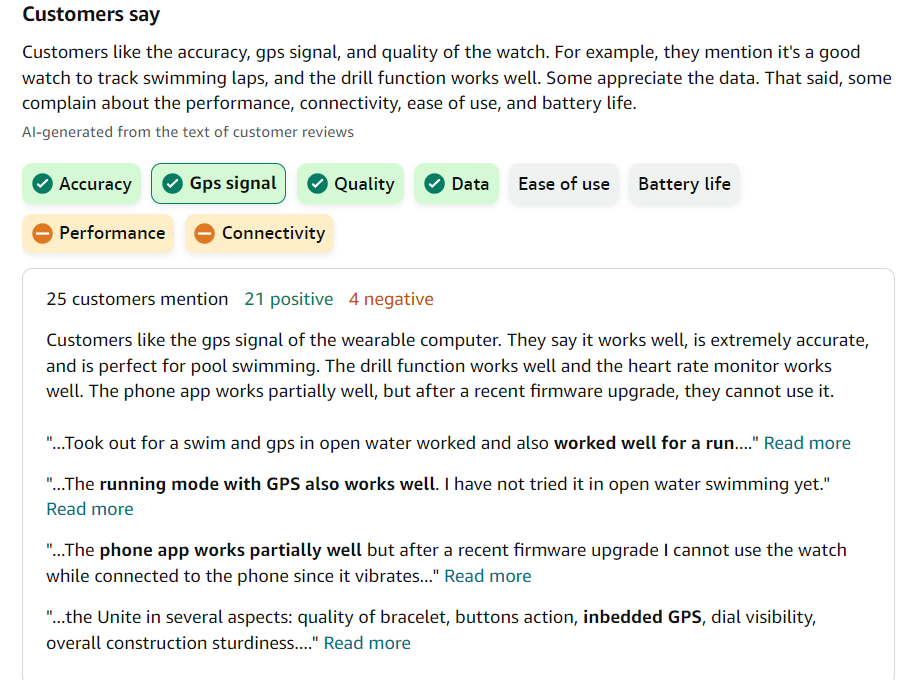 Customers say
Customers like the accuracy, gps signal, and quality of the watch. For example, they mention it's a good
watch to track swimming laps, and the drill function works well. Some appreciate the data. That said, some
complain about the performance, connectivity, ease of use, and battery life.
AI-generated from the text of customer reviews
Accuracy Gps signal Quality Data Ease of use Battery life
Performance Connectivity
25 customers mention 21 positive 4 negative
Customers like the gps signal of the wearable computer. They say it works well, is extremely accurate,
and is perfect for pool swimming. The drill function works well and the heart rate monitor works
well. The phone app works partially well, but after a recent firmware upgrade, they cannot use it.
"...Took out for a swim and gps in open water worked and also worked well for a run...." Read more
"...The running mode with GPS also works well. I have not tried it in open water swimming yet."
Read more
"...The phone app works partially well but after a recent firmware upgrade I cannot use the watch
while connected to the phone since it vibrates..." Read more
"...the Unite in several aspects: quality of bracelet, buttons action, inbedded GPS, dial visibility,
overall construction sturdiness...." Read more